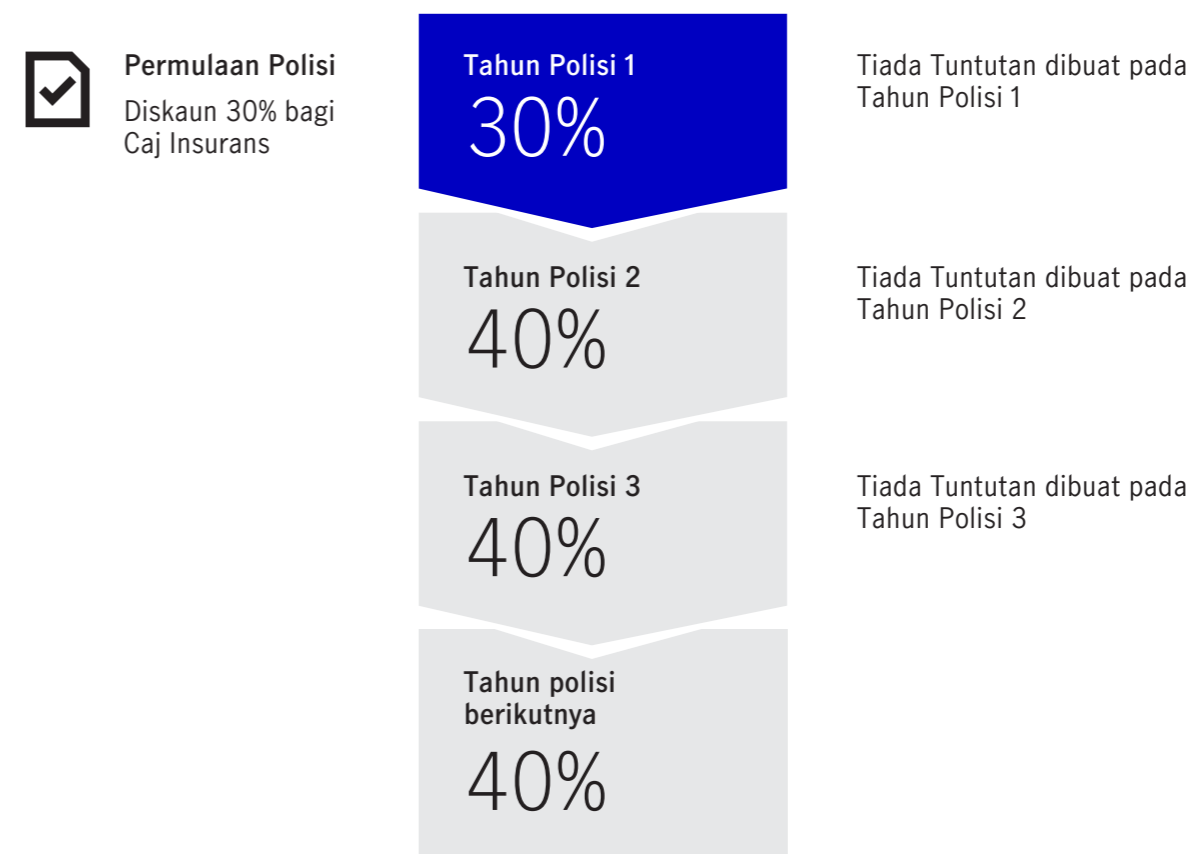 Permulaan Polisi
Diskaun 30% bagi
Caj Insurans
Tahun Polisi 1
30%
Tiada Tuntutan dibuat pada
Tahun Polisi 1
Tahun Polisi 2
40%
Tiada Tuntutan dibuat pada
Tahun Polisi 2
Tahun Polisi 3
40%
Tiada Tuntutan dibuat pada
Tahun Polisi 3
Tahun polisi
berikutnya
40%